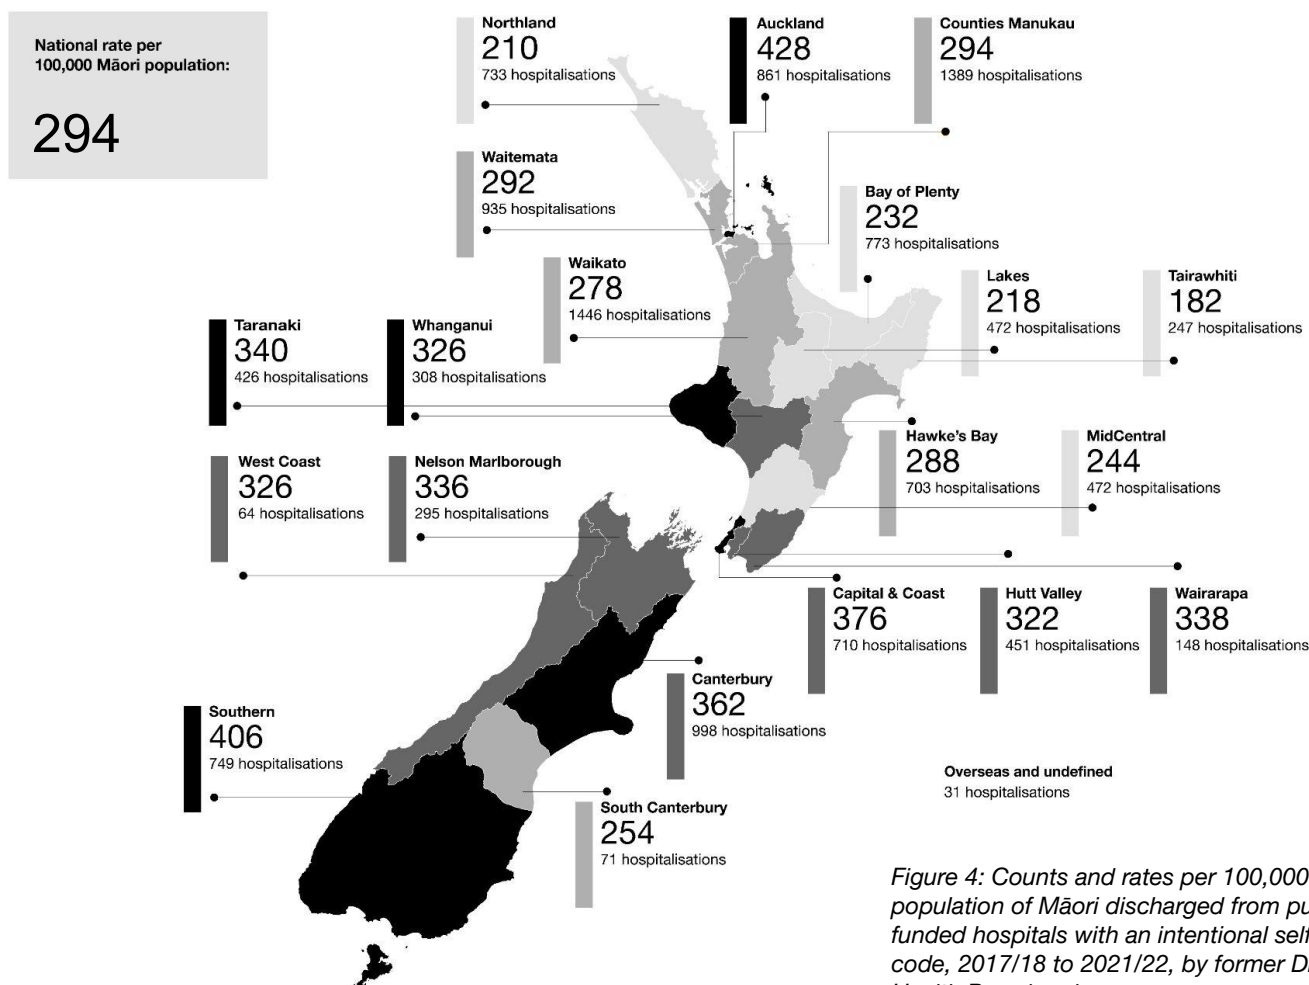 National rate per
100,000 Māori population:
294
Northland
210
733 hospitalisations
Auckland
428
861 hospitalisations
Counties Manukau
294
1389 hospitalisations
Waitemata
292
935 hospitalisations
Bay of Plenty
232
773 hospitalisations
Waikato
278
1446 hospitalisations
Lakes
218
472 hospitalisations
Tairawhiti
182
247 hospitalisations
Taranaki
340
426 hospitalisations
Whanganui
326
308 hospitalisations
Hawke's Bay
288
703 hospitalisations
MidCentral
244
472 hospitalisations
West Coast
326
64 hospitalisations
Nelson Marlborough
336
295 hospitalisations
Capital & Coast
376
710 hospitalisations
Hutt Valley
322
451 hospitalisations
Wairarapa
338
148 hospitalisations
Canterbury
362
998 hospitalisations
Southern
406
749 hospitalisations
South Canterbury
254
71 hospitalisations
Overseas and undefined
31 hospitalisations
Figure 4: Counts and rates per 100,000
population of Māori discharged from pu
funded hospitals with an intentional self
code, 2017/18 to 2021/22, by former D